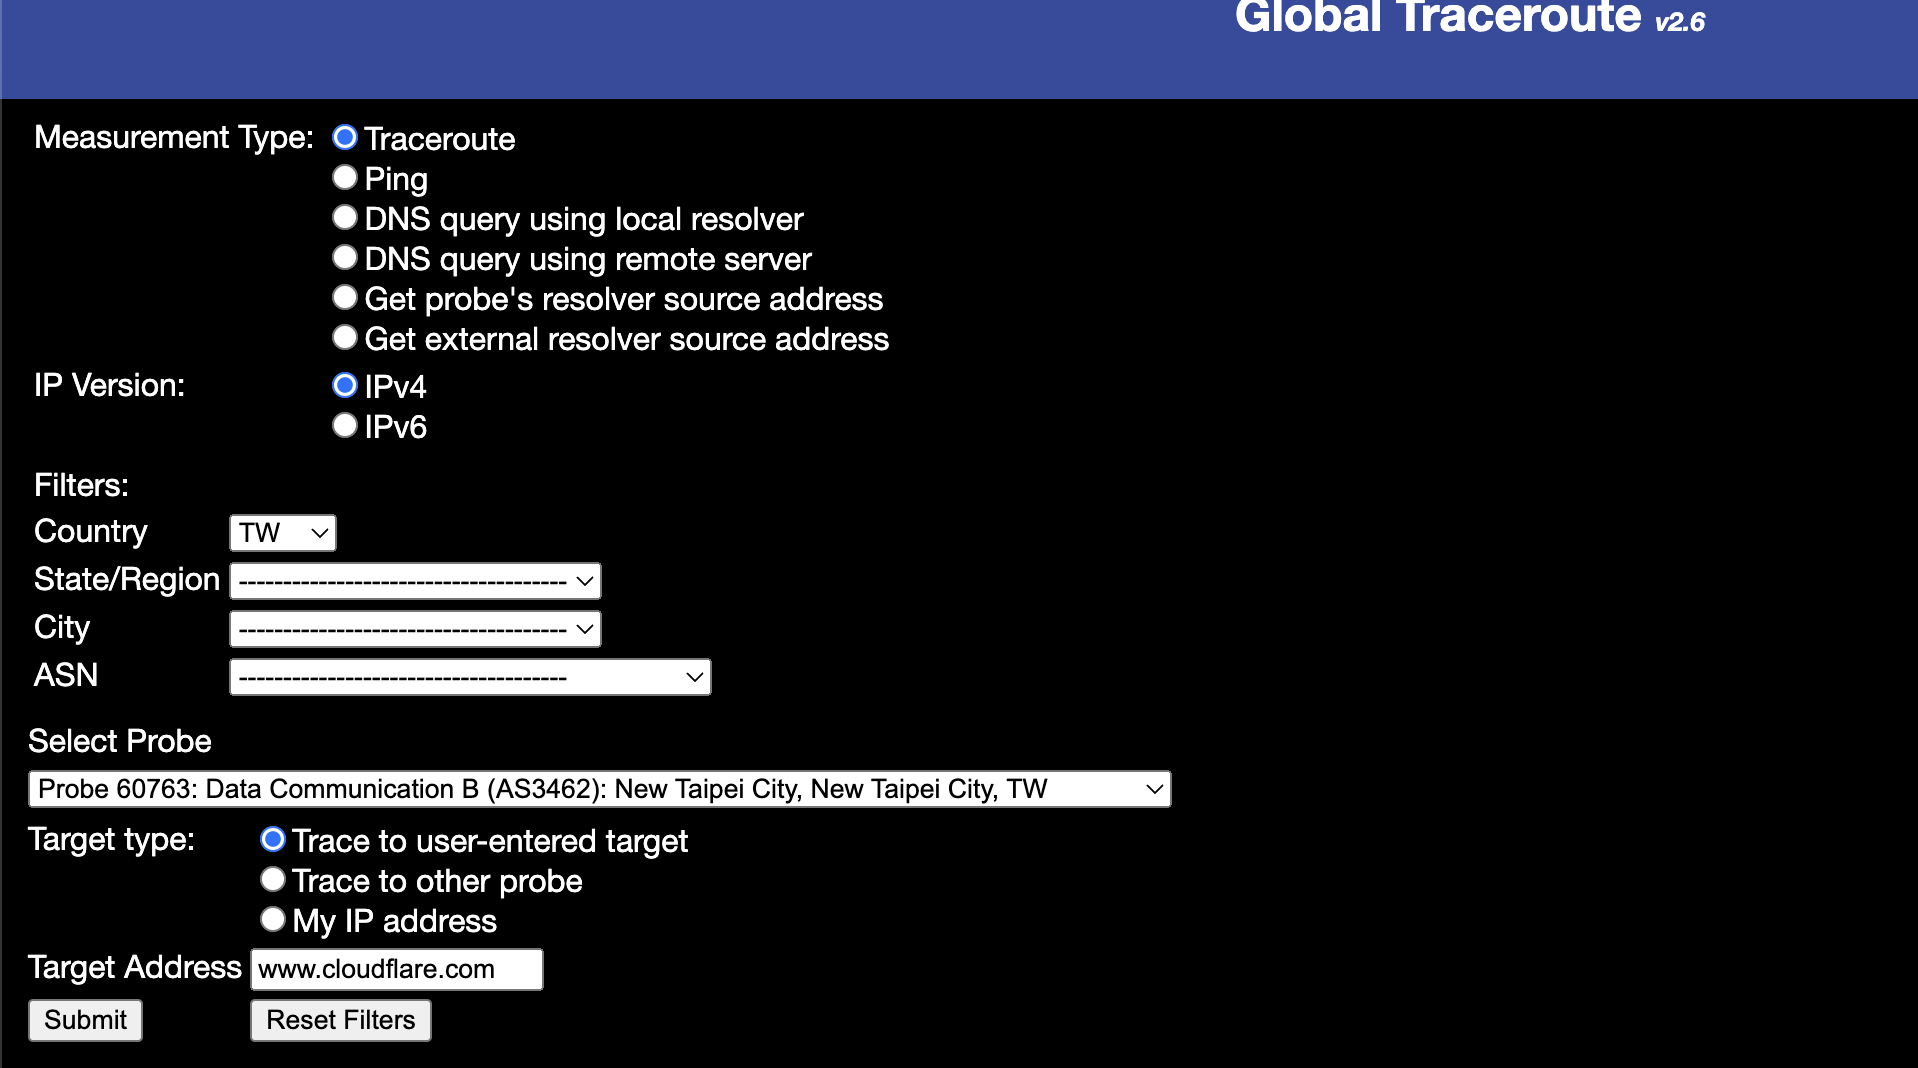 Global Traceroute v2.6
Measurement Type: Traceroute
Ping
DNS query using local resolver
DNS query using remote server
Get probe's resolver source address
Get external resolver source address
IP Version: IPv4
IPv6
Filters:
Country TW
State/Region -------------------------------------
City -------------------------------------
ASN -------------------------------------
Select Probe
Probe 60763: Data Communication B (AS3462): New Taipei City, New Taipei City, TW
Target type: Trace to user-entered target
Trace to other probe
My IP address
Target Address www.cloudflare.com
Submit Reset Filters